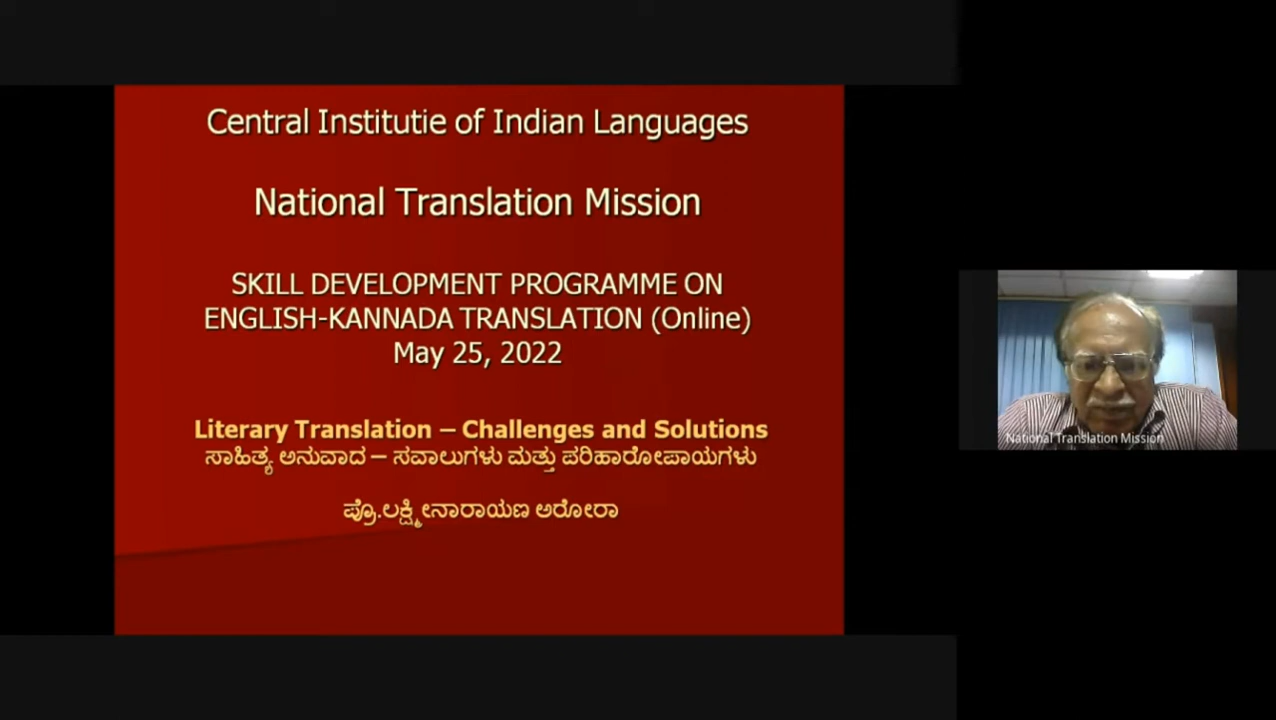 Central Institutie of Indian Languages
National Translation Mission
SKILL DEVELOPMENT PROGRAMME ON
ENGLISH-KANNADA TRANSLATION (Online)
May 25, 2022
Literary Translation – Challenges and Solutions
ಸಾಹಿತ್ಯ ಅನುವಾದ – ಸವಾಲುಗಳು ಮತ್ತು ಪರಿಹಾರೋಪಾಯಗಳು
ಪ್ರೊ.ಲಕ್ಷ್ಮೀನಾರಾಯಣ ಅರೋರಾ
National Translation Mission